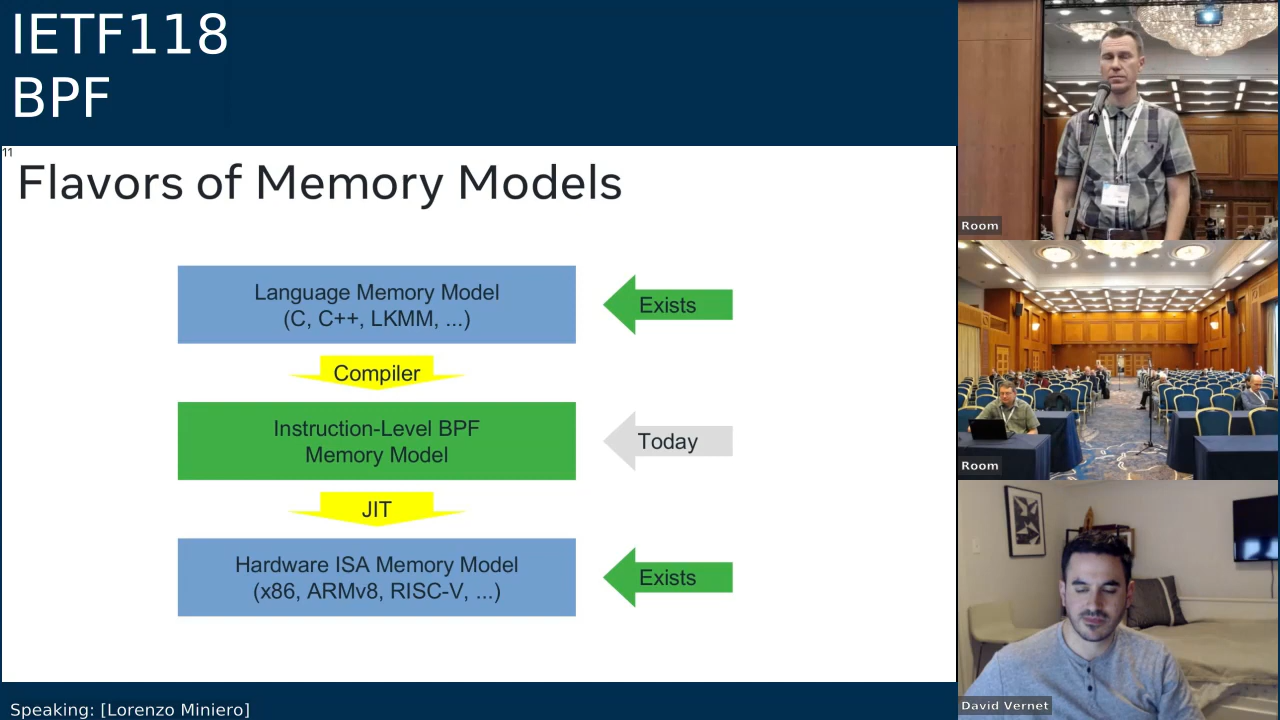 IETF118
BPF
11
Flavors of Memory Models
Language Memory Model
(C, C++, LKMM, ...)
Exists
Compiler
Instruction-Level BPF
Memory Model
Today
JIT
Hardware ISA Memory Model
(x86, ARMv8, RISC-V, ...)
Exists
Speaking: [Lorenzo Miniero]
Room
Room
David Vernet